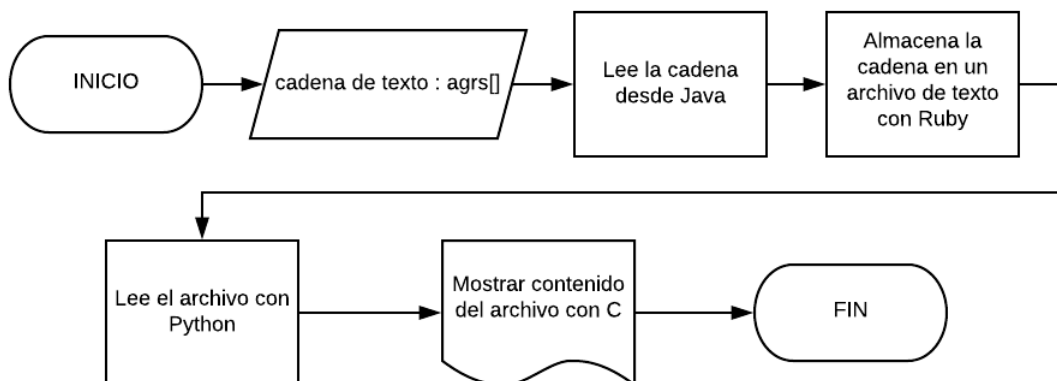 INICIO
cadena de texto : agrs[]
Lee la cadena
desde Java
Almacena la
cadena en un
archivo de texto
con Ruby
Lee el archivo con
Python
Mostrar contenido
del archivo con C
FIN